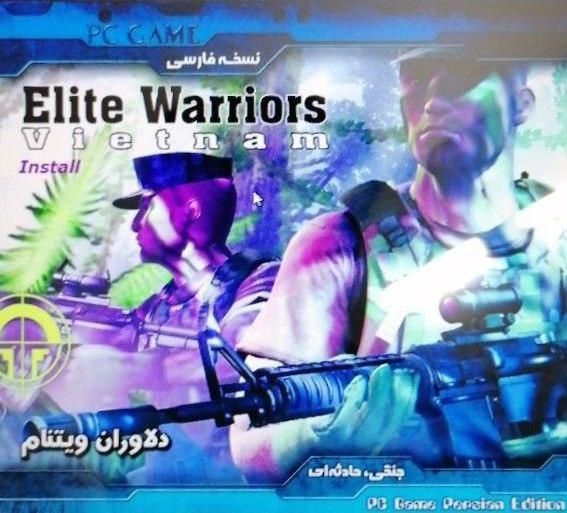 PC GAME
نسخه فارسی
Elite Warriors
Vietnam
Install
دلاوران ویتنام
جنگی، حادثه‌ای
PC Game Persian Edition